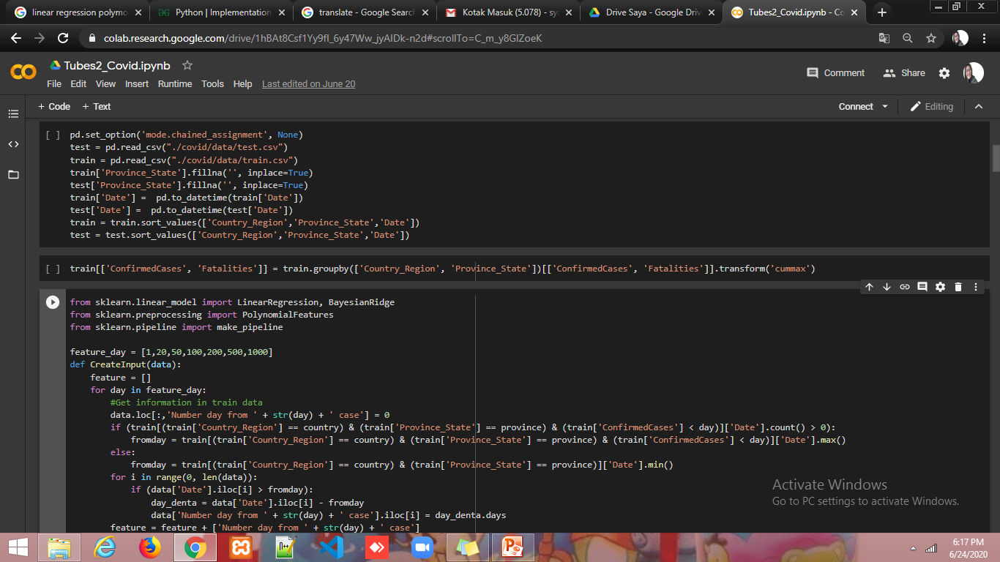 linear regression polymo
Python | Implementation
translate - Google Search
Kotak Masuk (5.078) - sya
Drive Saya - Google Drive
Tubes2_Covid.ipynb - Co
colab.research.google.com/drive/1hBAt8Csf1Yy9fI_6y47Ww_jyAIDk-n2d#scrollTo=C_m_y8GlZoeK
Tubes2_Covid.ipynb
Comment Share
File Edit View Insert Runtime Tools Help Last edited on June 20
+ Code + Text Connect Editing
[ ] pd.set_option('mode.chained_assignment', None)
test = pd.read_csv("./covid/data/test.csv")
train = pd.read_csv("./covid/data/train.csv")
train['Province_State'].fillna('', inplace=True)
test['Province_State'].fillna('', inplace=True)
train['Date'] =  pd.to_datetime(train['Date'])
test['Date'] =  pd.to_datetime(test['Date'])
train = train.sort_values(['Country_Region','Province_State','Date'])
test = test.sort_values(['Country_Region','Province_State','Date'])
[ ] train[['ConfirmedCases', 'Fatalities']] = train.groupby(['Country_Region', 'Province_State'])[['ConfirmedCases', 'Fatalities']].transform('cummax')
from sklearn.linear_model import LinearRegression, BayesianRidge
from sklearn.preprocessing import PolynomialFeatures
from sklearn.pipeline import make_pipeline
feature_day = [1,20,50,100,200,500,1000]
def CreateInput(data):
feature = []
for day in feature_day:
#Get information in train data
data.loc[:,'Number day from ' + str(day) + ' case'] = 0
if (train[(train['Country_Region'] == country) & (train['Province_State'] == province) & (train['ConfirmedCases'] < day)]['Date'].count() > 0):
fromday = train[(train['Country_Region'] == country) & (train['Province_State'] == province) & (train['ConfirmedCases'] < day)]['Date'].max()
else:
fromday = train[(train['Country_Region'] == country) & (train['Province_State'] == province)]['Date'].min()
for i in range(0, len(data)):
if (data['Date'].iloc[i] > fromday):
day_denta = data['Date'].iloc[i] - fromday
data['Number day from ' + str(day) + ' case'].iloc[i] = day_denta.days
feature = feature + ['Number day from ' + str(day) + ' case']
Activate Windows
Go to PC settings to activate Windows.
6:17 PM
6/24/2020